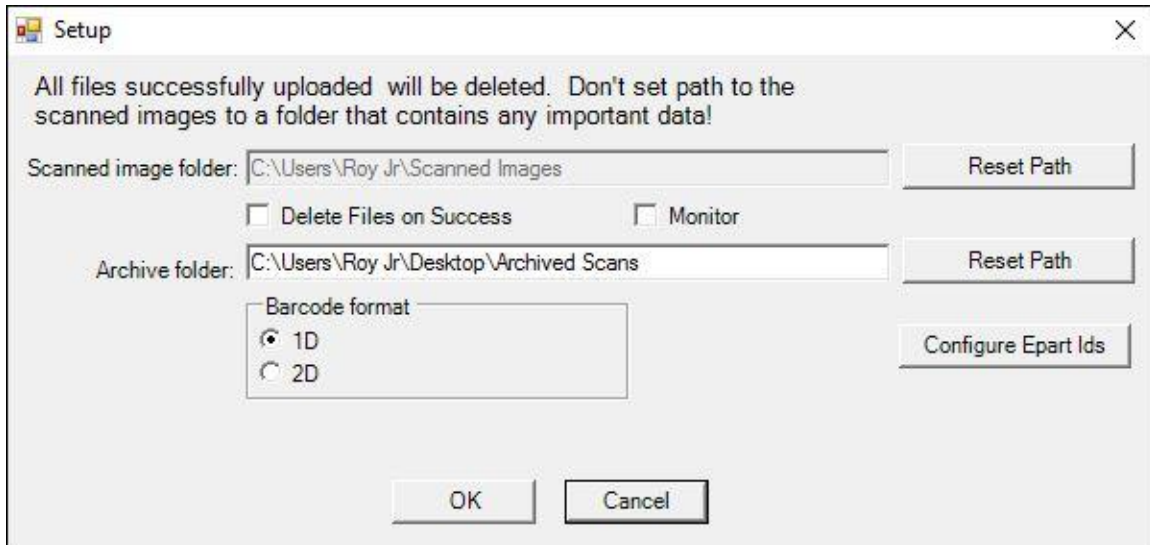 Setup
All files successfully uploaded  will be deleted.  Don't set path to the
scanned images to a folder that contains any important data!
Scanned image folder: C:\Users\Roy Jr\Scanned Images Reset Path
Delete Files on Success Monitor
Archive folder: C:\Users\Roy Jr\Desktop\Archived Scans Reset Path
Barcode format
1D
Configure Epart Ids
2D
OK Cancel